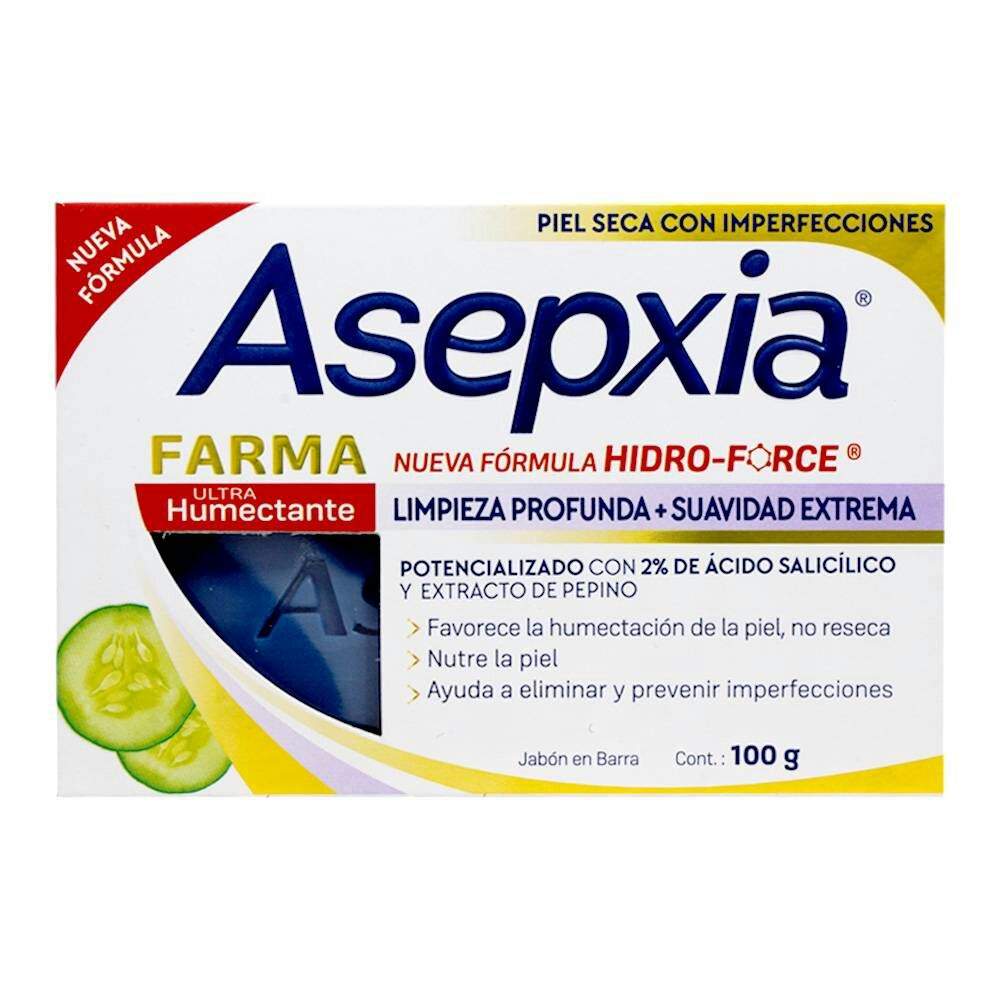 NUEVA
FÓRMULA
PIEL SECA CON IMPERFECCIONES
Asepxia®
FARMA
NUEVA FÓRMULA HIDRO-FORCE®
ULTRA
Humectante
LIMPIEZA PROFUNDA + SUAVIDAD EXTREMA
AS
POTENCIALIZADO CON 2% DE ÁCIDO SALICÍLICO
Y EXTRACTO DE PEPINO
> Favorece la humectación de la piel, no reseca
> Nutre la piel
> Ayuda a eliminar y prevenir imperfecciones
Jabón en Barra Cont.: 100 g